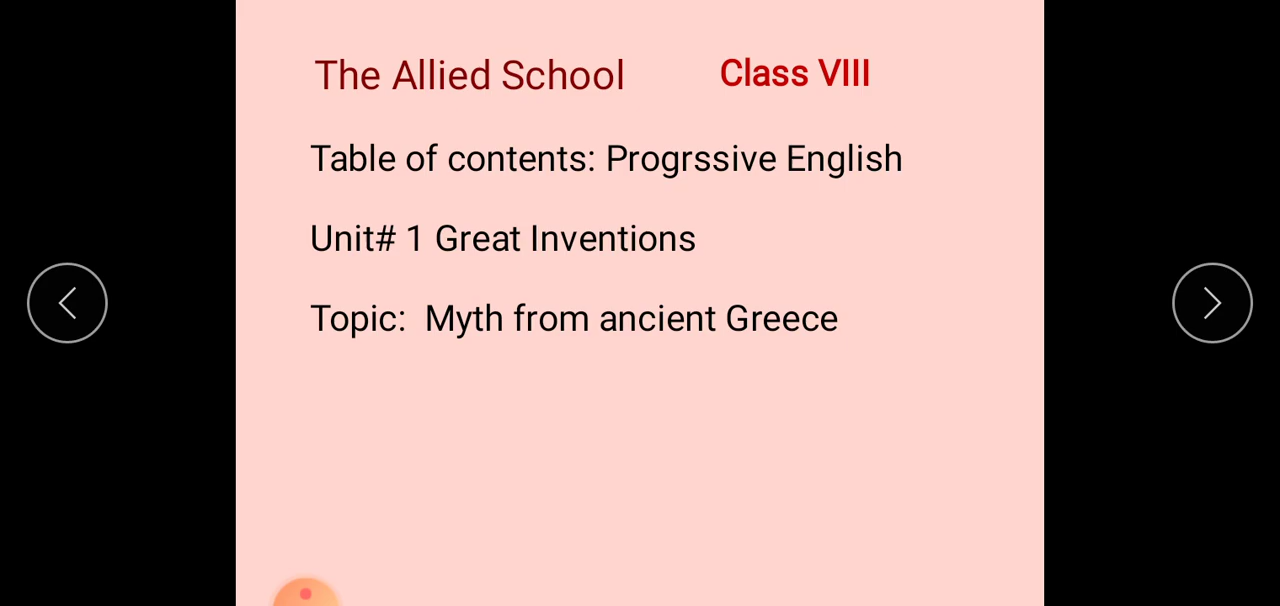 The Allied School Class VIII
Table of contents: Progrssive English
Unit# 1 Great Inventions
Topic: Myth from ancient Greece